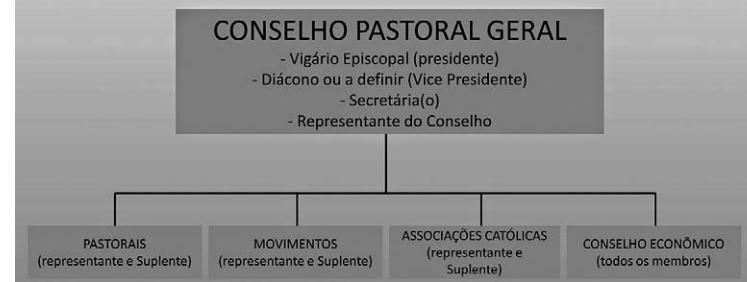 CONSELHO PASTORAL GERAL
- Vigário Episcopal (presidente)
- Diácono ou a definir (Vice Presidente)
- Secretária(o)
- Representante do Conselho
PASTORAIS
(representante e Suplente)
MOVIMENTOS
(representante e Suplente)
ASSOCIAÇÕES CATÓLICAS
(representante e
Suplente)
CONSELHO ECONÔMICO
(todos os membros)